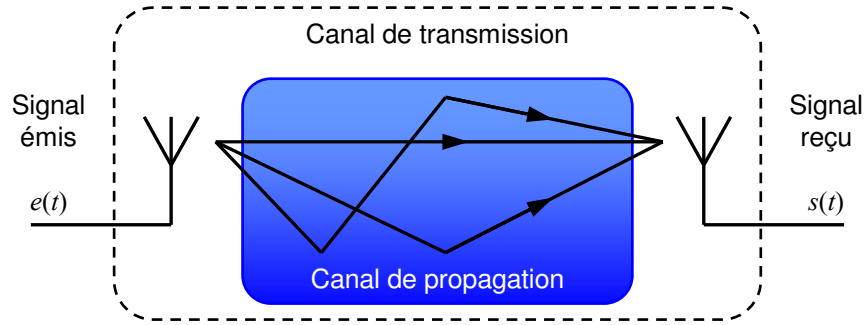 Canal de transmission
Signal
émis
e(t)
Canal de propagation
Signal
reçu
s(t)